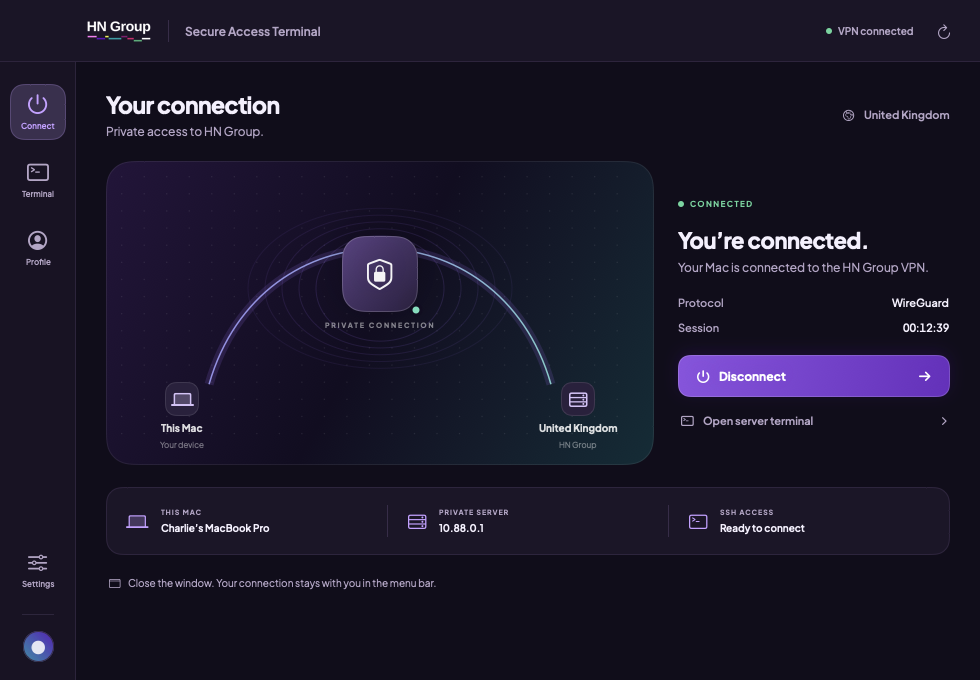 HN Group
Secure Access Terminal
VPN connected
Connect
Terminal
Profile
Settings
Your connection
Private access to HN Group.
United Kingdom
PRIVATE CONNECTION
This Mac
Your device
United Kingdom
HN Group
CONNECTED
You’re connected.
Your Mac is connected to the HN Group VPN.
Protocol WireGuard
Session 00:12:39
Disconnect
Open server terminal
THIS MAC
Charlie’s MacBook Pro
PRIVATE SERVER
10.88.0.1
SSH ACCESS
Ready to connect
Close the window. Your connection stays with you in the menu bar.